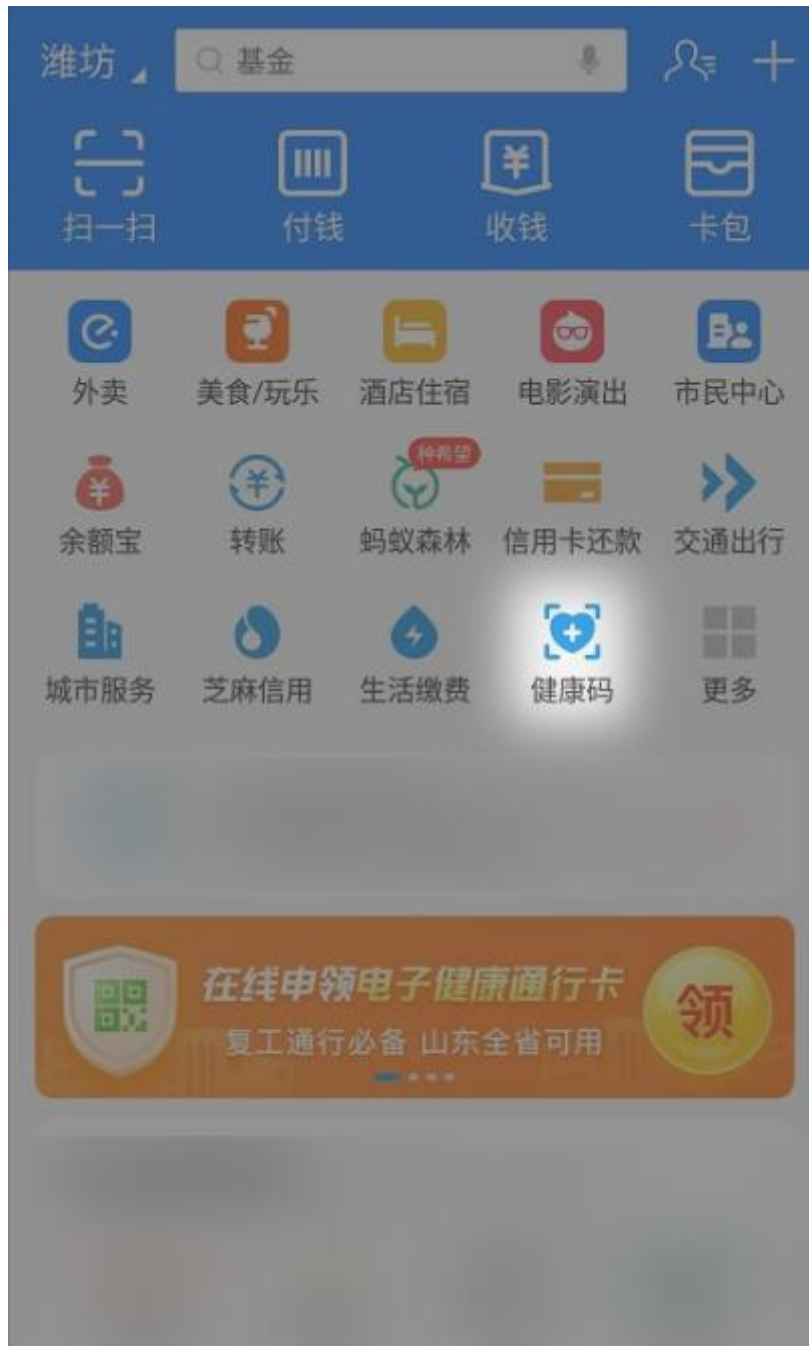 潍坊 基金
扫一扫 付钱 收钱 卡包
外卖 美食/玩乐 酒店住宿 电影演出 市民中心
种希望
余额宝 转账 蚂蚁森林 信用卡还款 交通出行
城市服务 芝麻信用 生活缴费 健康码 更多
在线申领电子健康通行卡
领
复工通行必备 山东全省可用